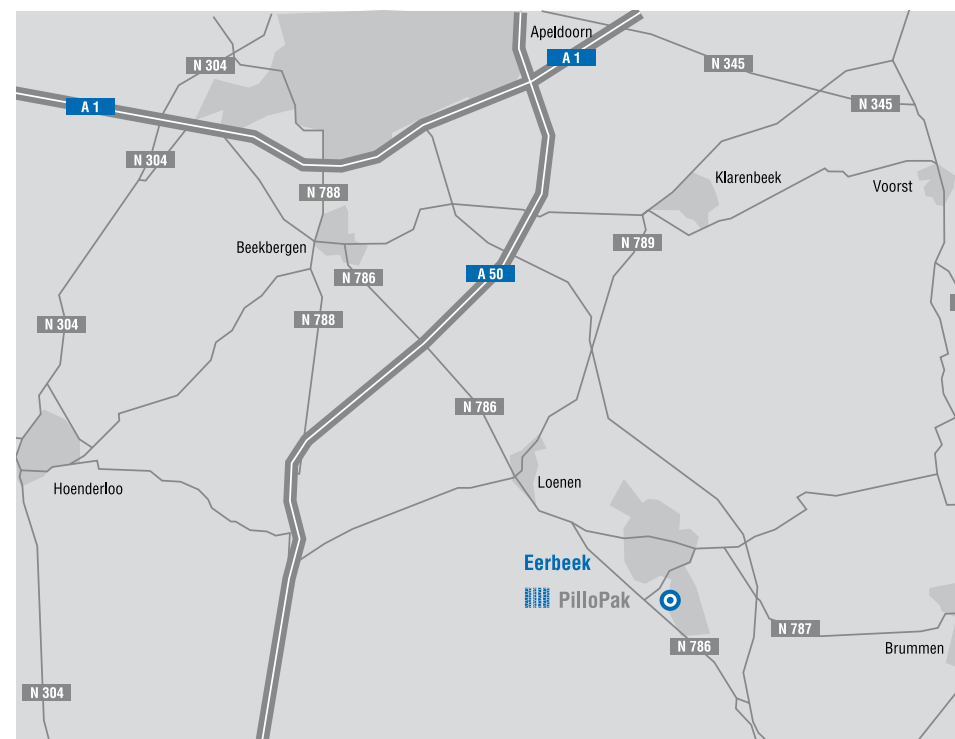 Apeldoorn
A 1
N 304
N 345
A 1
N 345
N 304
Klarenbeek
Voorst
N 788
Beekbergen
N 789
N 786
A 50
N 304
N 788
N 786
Hoenderloo
Loenen
Eerbeek
PilloPak
N 787
N 786
Brummen
N 304